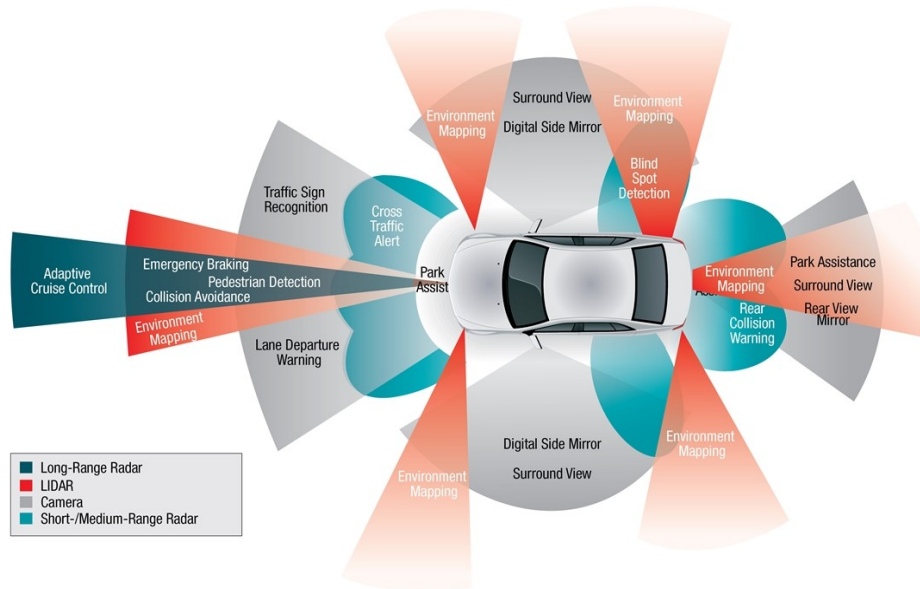 Surround View
Digital Side Mirror
Environment
Mapping
Environment
Mapping
Blind
Spot
Detection
Traffic Sign
Recognition
Cross
Traffic
Alert
Adaptive
Cruise Control
Emergency Braking
Pedestrian Detection
Collision Avoidance
Environment
Mapping
Park
Assist
Lane Departure
Warning
Environment
Mapping
Park Assistance
Surround View
Rear View
Mirror
Rear
Collision
Warning
Digital Side Mirror
Surround View
Environment
Mapping
Environment
Mapping
Long-Range Radar
LIDAR
Camera
Short-/Medium-Range Radar